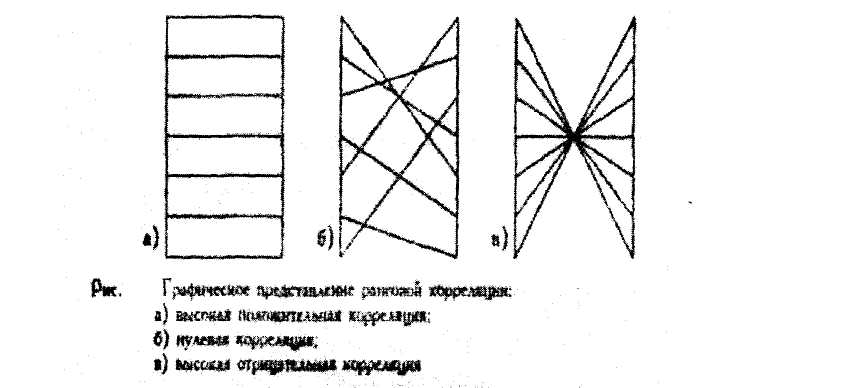 а)
б)
в)
Рис. Графическое представление ранговой корреляции:
а) высокая положительная корреляция;
б) нулевая корреляция;
в) высокая отрицательная корреляция